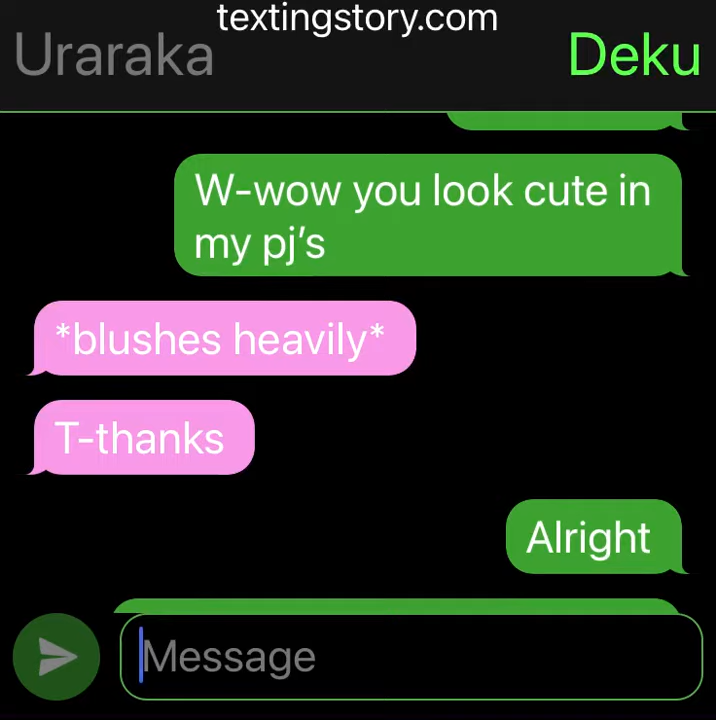 textingstory.com
Uraraka
Deku
W-wow you look cute in
my pj’s
*blushes heavily*
T-thanks
Alright
Message